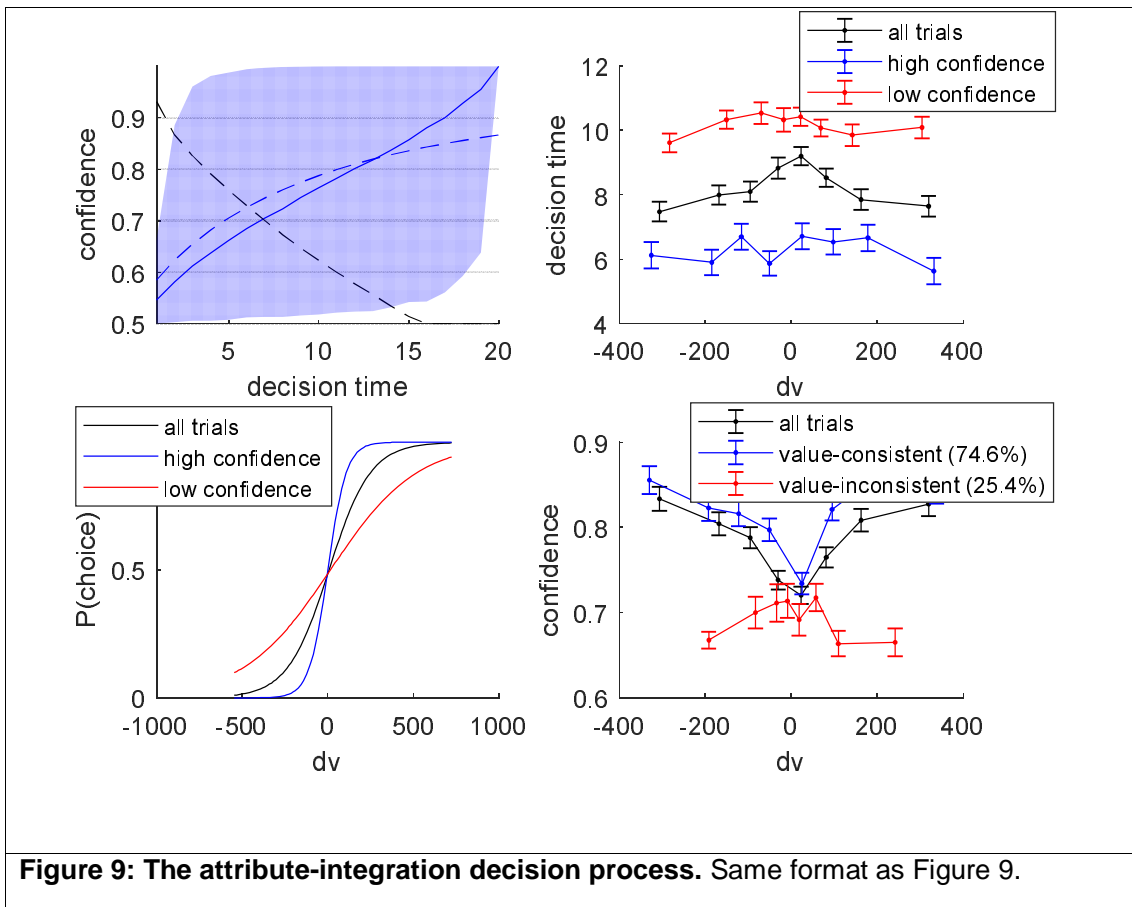 all trials
high confidence
low confidence
confidence
0.9
0.8
0.7
0.6
0.5
5
10
15
20
decision time
decision time
12
10
8
6
4
-400
-200
0
200
400
dv
all trials
high confidence
low confidence
P(choice)
0.5
0
-1000
-500
0
500
1000
dv
all trials
value-consistent (74.6%)
value-inconsistent (25.4%)
confidence
0.9
0.8
0.7
0.6
-400
-200
0
200
400
dv
Figure 9: The attribute-integration decision process. Same format as Figure 9.